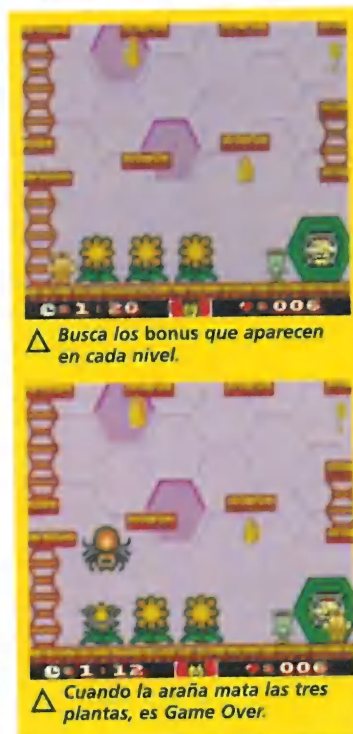 1:20
006
△ Busca los bonus que aparecen
en cada nivel.
1:12
006
△ Cuando la araña mata las tres
plantas, es Game Over.